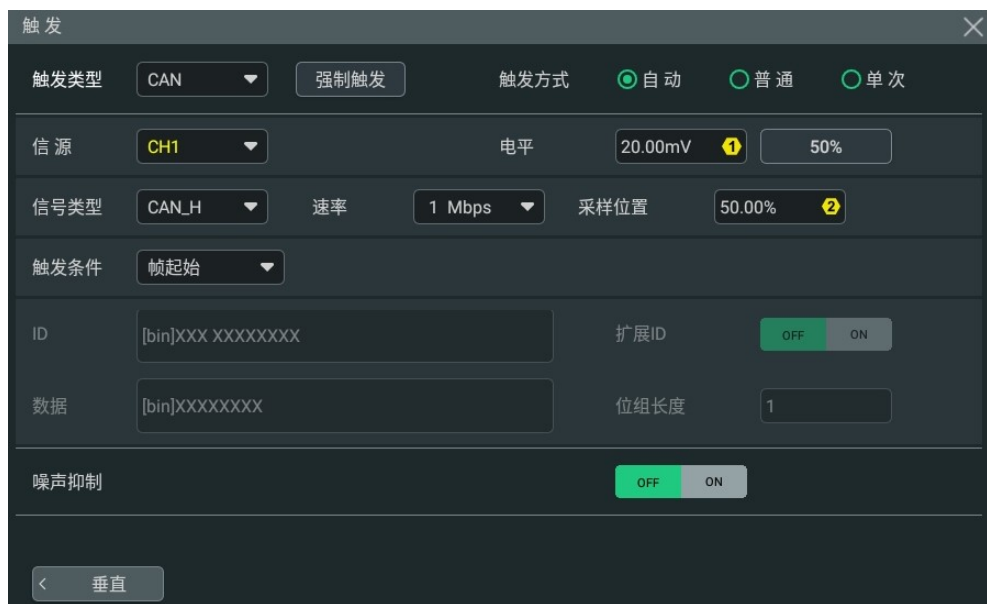 触发
触发类型 CAN 强制触发 触发方式 自动 普通 单次
信源 CH1 电平 20.00mV 1 50%
信号类型 CAN_H 速率 1 Mbps 采样位置 50.00% 2
触发条件 帧起始
ID [bin]XXX XXXXXXXX 扩展ID OFF ON
数据 [bin]XXXXXXXX 位组长度 1
噪声抑制 OFF ON
垂直